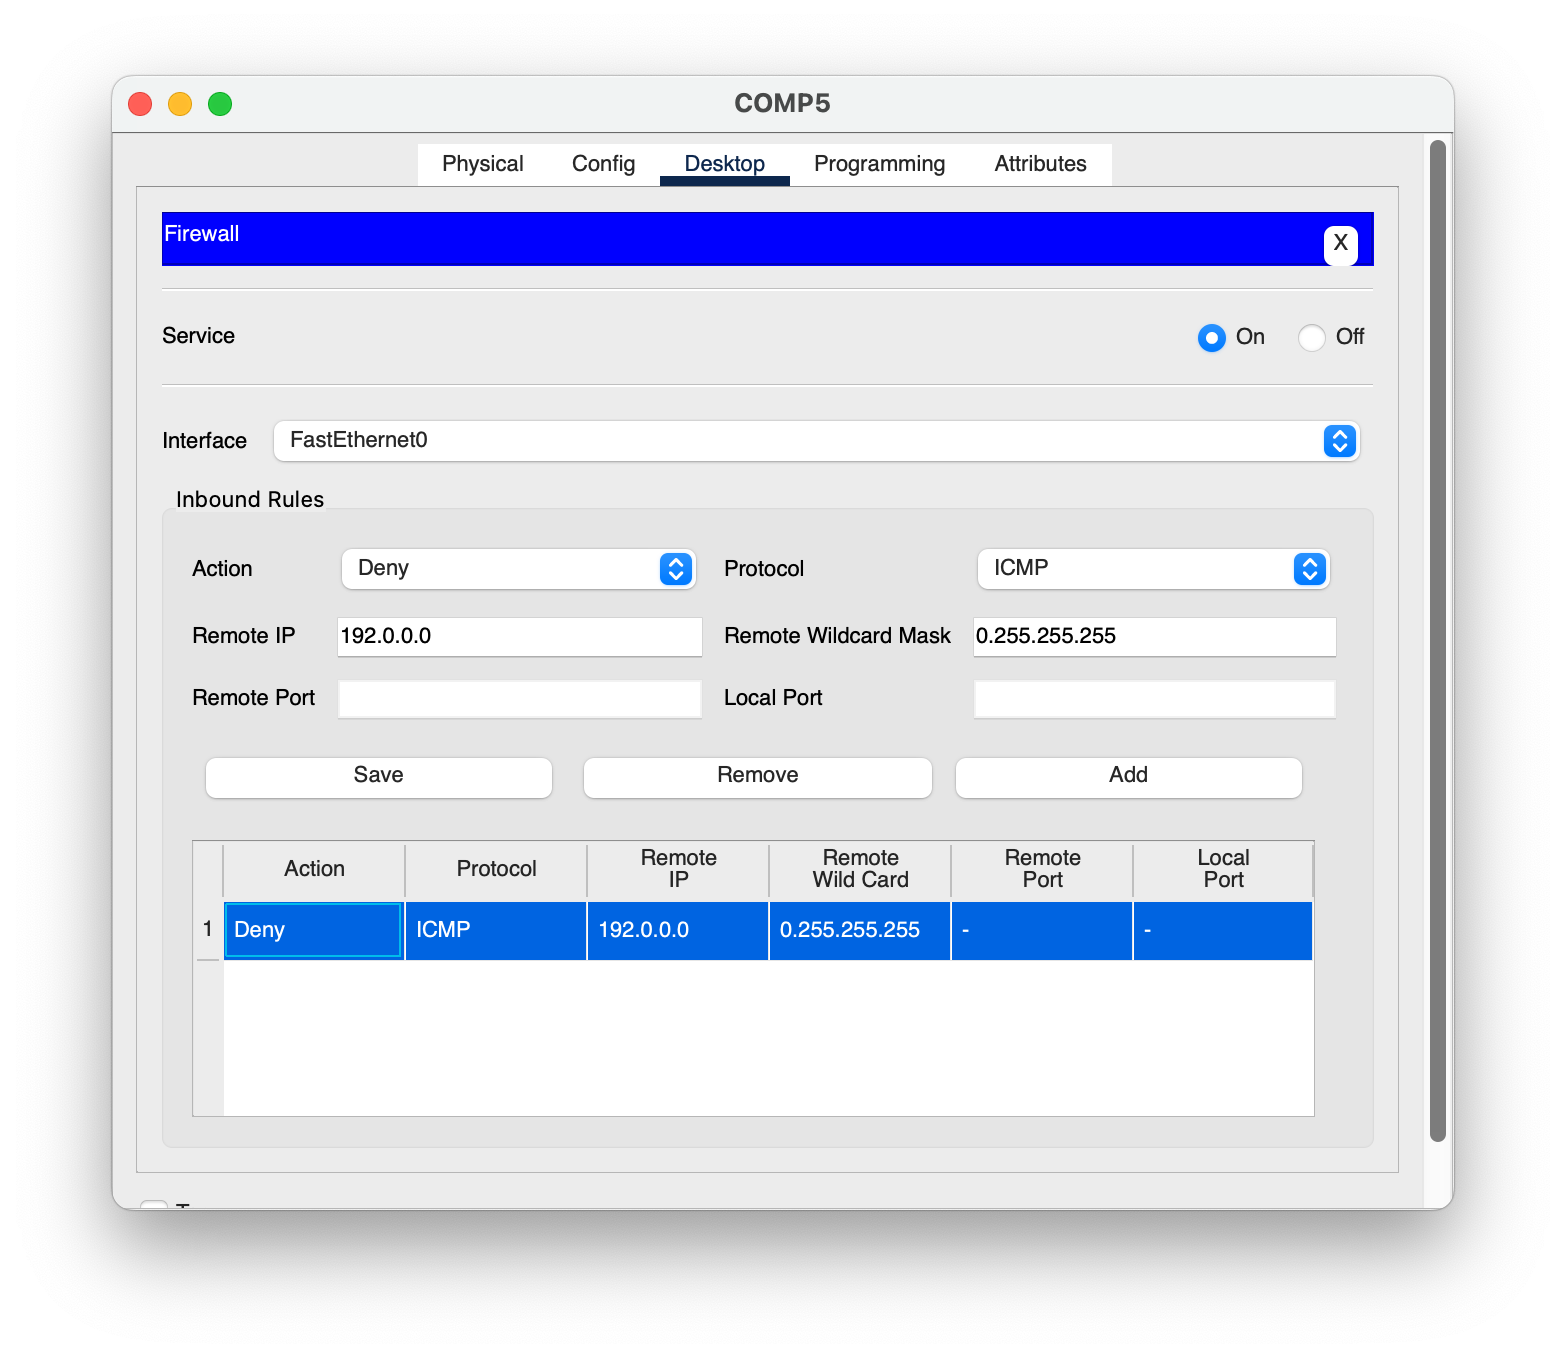 COMP5
Physical Config Desktop Programming Attributes
Firewall
X
Service On Off
Interface FastEthernet0
Inbound Rules
Action Deny Protocol ICMP
Remote IP 192.0.0.0 Remote Wildcard Mask 0.255.255.255
Remote Port Local Port
Save Remove Add
Action Protocol Remote IP Remote Wild Card Remote Port Local Port
1 Deny ICMP 192.0.0.0 0.255.255.255 - -